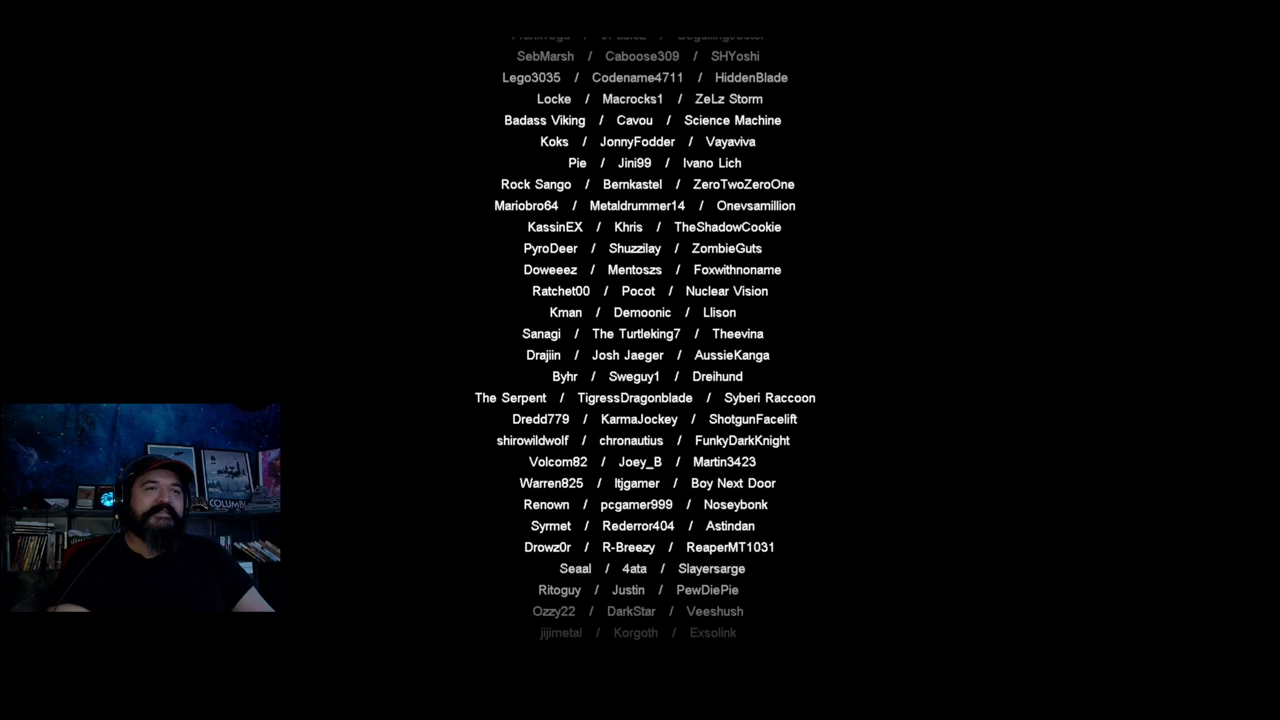 SebMarsh / Caboose309 / SHYoshi
Lego3035 / Codename4711 / HiddenBlade
Locke / Macrocks1 / ZeLz Storm
Badass Viking / Cavou / Science Machine
Koks / JonnyFodder / Vayaviva
Pie / Jini99 / Ivano Lich
Rock Sango / Bernkastel / ZeroTwoZeroOne
Mariobro64 / Metaldrummer14 / Onevsamillion
KassinEX / Khris / TheShadowCookie
PyroDeer / Shuzzilay / ZombieGuts
Doweeez / Mentoszs / Foxwithnoname
Ratchet00 / Pocot / Nuclear Vision
Kman / Demoonic / Llison
Sanagi / The Turtleking7 / Theevina
Drajiin / Josh Jaeger / AussieKanga
Byhr / Sweguy1 / Dreihund
The Serpent / TigressDragonblade / Syberi Raccoon
Dredd779 / KarmaJockey / ShotgunFacelift
shirowildwolf / chronautius / FunkyDarkKnight
Volcom82 / Joey_B / Martin3423
Warren825 / ltjgamer / Boy Next Door
Renown / pcgamer999 / Noseybonk
Syrmet / Rederror404 / Astindan
Drowz0r / R-Breezy / ReaperMT1031
Seaal / 4ata / Slayersarge
Ritoguy / Justin / PewDiePie
Ozzy22 / DarkStar / Veeshush
jijimetal / Korgoth / Exsolink